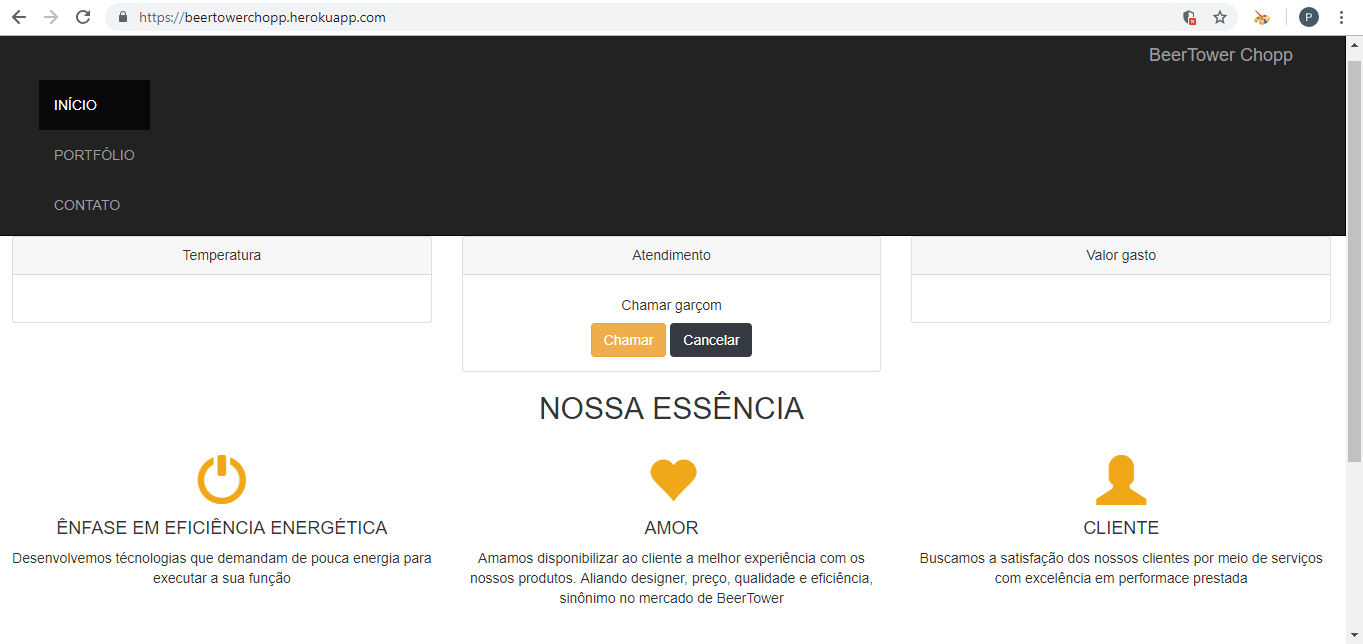 https://beertowerchopp.herokuapp.com
P
BeerTower Chopp
INÍCIO
PORTFÓLIO
CONTATO
Temperatura
Atendimento
Chamar garçom
Chamar Cancelar
Valor gasto
NOSSA ESSÊNCIA
ÊNFASE EM EFICIÊNCIA ENERGÉTICA
Desenvolvemos técnologias que demandam de pouca energia para
executar a sua função
AMOR
Amamos disponibilizar ao cliente a melhor experiência com os
nossos produtos. Aliando designer, preço, qualidade e eficiência,
sinônimo no mercado de BeerTower
CLIENTE
Buscamos a satisfação dos nossos clientes por meio de serviços
com excelência em performace prestada